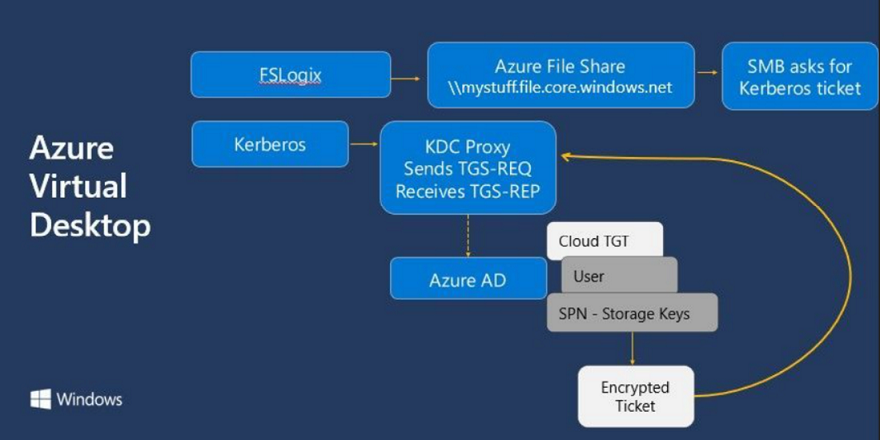 FSLogix
Azure File Share
\\mystuff.file.core.windows.net
SMB asks for
Kerberos ticket
Azure
Virtual
Desktop
Kerberos
KDC Proxy
Sends TGS-REQ
Receives TGS-REP
Azure AD
Cloud TGT
User
SPN - Storage Keys
Encrypted
Ticket
Windows